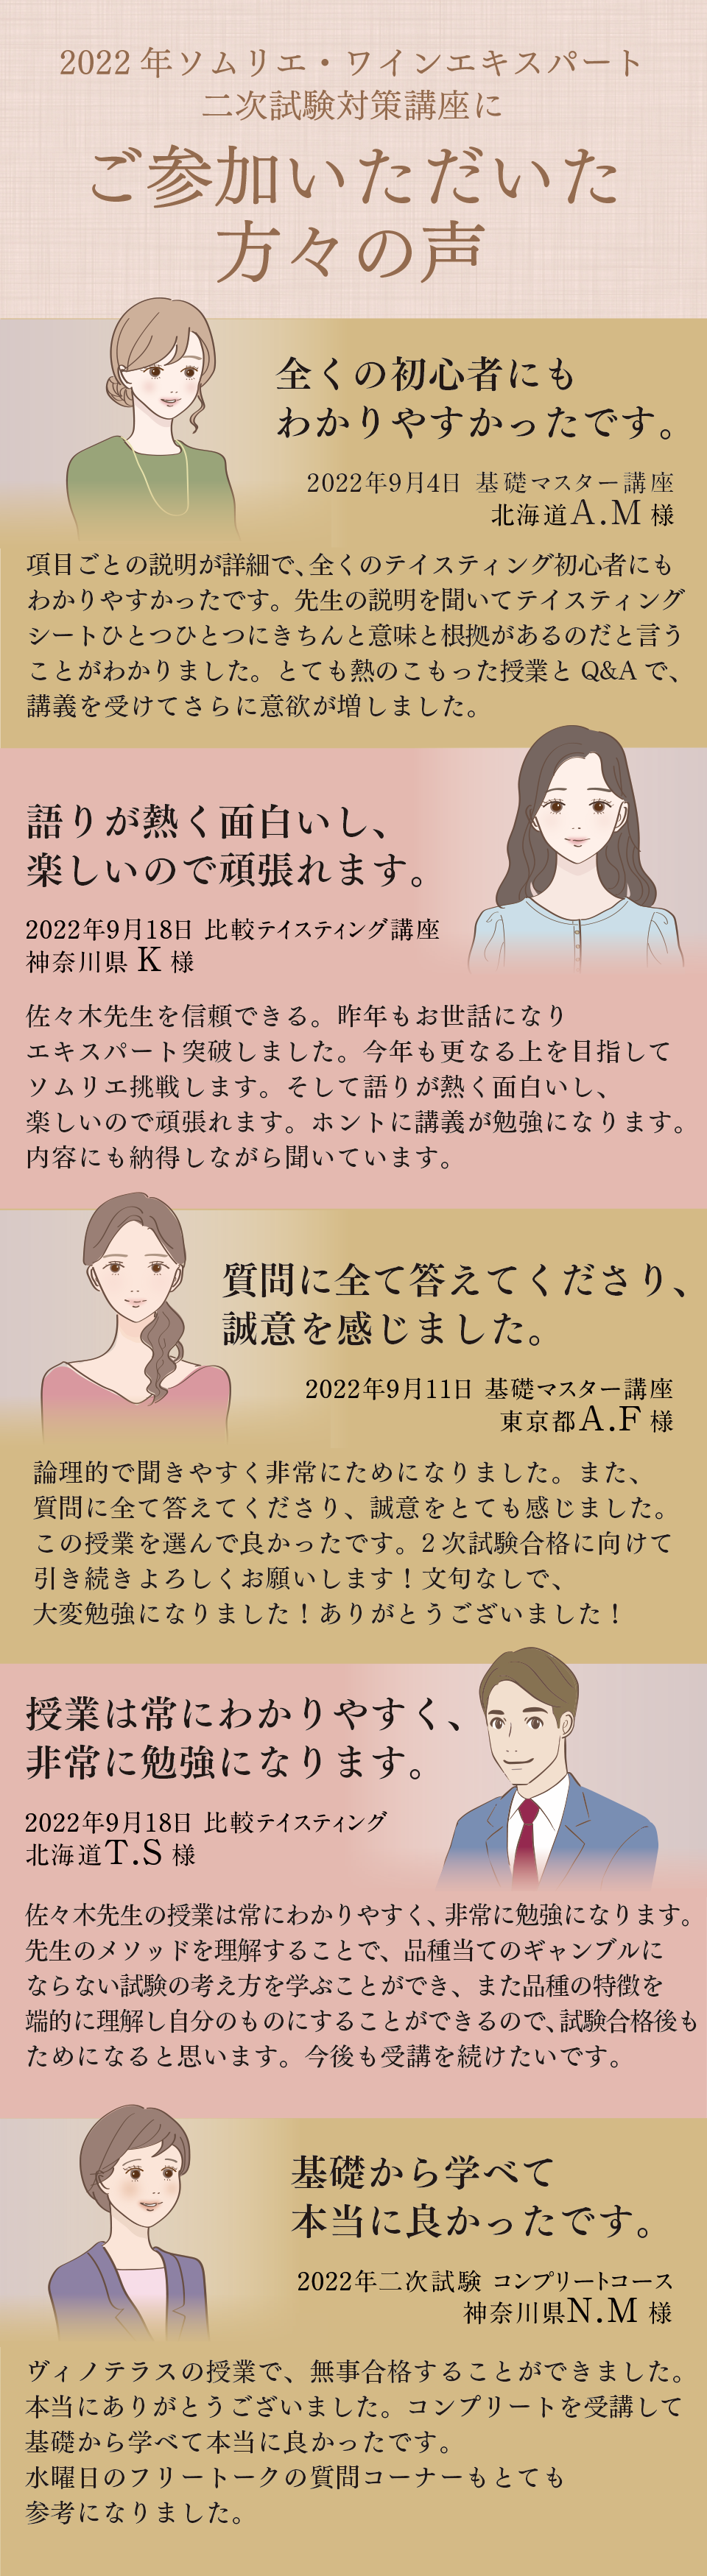 2022 年ソムリエ・ワインエキスパート
二次試験対策講座に
ご参加いただいた
方々の声
全くの初心者にも
わかりやすかったです。
2022年9月4日 基礎マスター講座
北海道A.M 様
項目ごとの説明が詳細で、全くのテイスティング初心者にも
わかりやすかったです。先生の説明を聞いてテイスティング
シートひとつひとつにきちんと意味と根拠があるのだと言う
ことがわかりました。とても熱のこもった授業と Q&A で、
講義を受けてさらに意欲が増しました。
語りが熱く面白いし、
楽しいので頑張れます。
2022年9月18日 比較テイスティング講座
神奈川県 K 様
佐々木先生を信頼できる。昨年もお世話になり
エキスパート突破しました。今年も更なる上を目指して
ソムリエ挑戦します。そして語りが熱く面白いし、
楽しいので頑張れます。ホントに講義が勉強になります。
内容にも納得しながら聞いています。
質問に全て答えてくださり、
誠意を感じました。
2022年9月11日 基礎マスター講座
東京都A.F 様
論理的で聞きやすく非常にためになりました。また、
質問に全て答えてくださり、誠意をとても感じました。
この授業を選んで良かったです。2 次試験合格に向けて
引き続きよろしくお願いします！文句なしで、
大変勉強になりました！ありがとうございました！
授業は常にわかりやすく、
非常に勉強になります。
2022年9月18日 比較テイスティング
北海道T.S 様
佐々木先生の授業は常にわかりやすく、非常に勉強になります。
先生のメソッドを理解することで、品種当てのギャンブルに
ならない試験の考え方を学ぶことができ、また品種の特徴を
端的に理解し自分のものにすることができるので、試験合格後も
ためになると思います。今後も受講を続けたいです。
基礎から学べて
本当に良かったです。
2022年二次試験 コンプリートコース
神奈川県N.M 様
ヴィノテラスの授業で、無事合格することができました。
本当にありがとうございました。コンプリートを受講して
基礎から学べて本当に良かったです。
水曜日のフリートークの質問コーナーもとても
参考になりました。